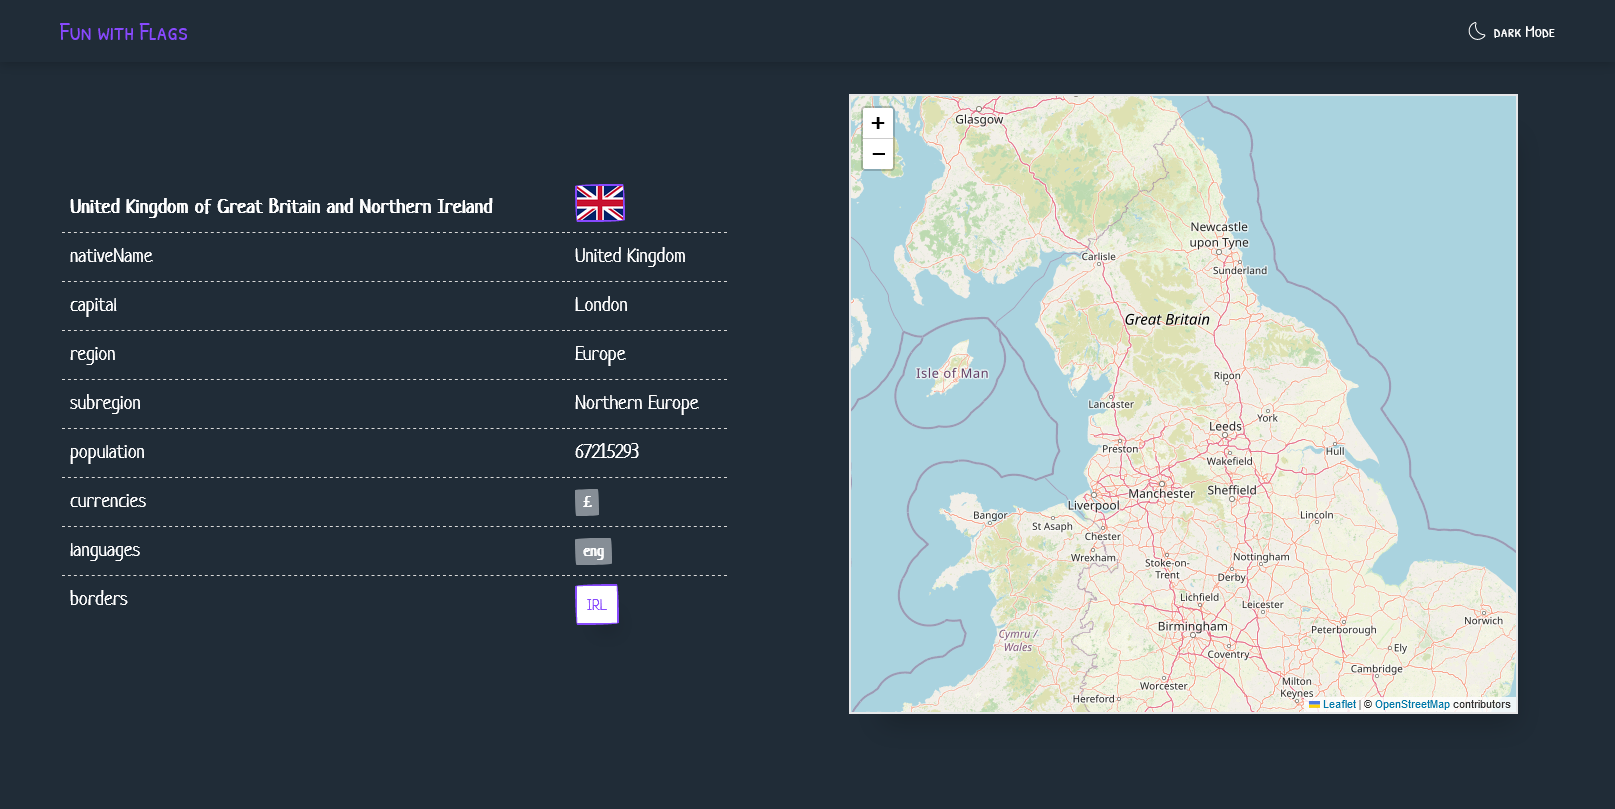 Fun with Flags
dark Mode
United Kingdom of Great Britain and Northern Ireland
nativeName United Kingdom
capital London
region Europe
subregion Northern Europe
population 67215293
currencies £
languages eng
borders IRL
+
−
Glasgow
Newcastle
upon Tyne
Carlisle
Sunderland
Great Britain
Isle of Man
Ripon
Lancaster
York
Leeds
Preston
Hull
Wakefield
Manchester
Sheffield
Liverpool
Bangor
St Asaph
Lincoln
Chester
Wrexham
Stoke-on-
Trent
Nottingham
Derby
Lichfield
Leicester
Norwich
Birmingham
Peterborough
Cymru /
Wales
Coventry
Ely
Cambridge
Worcester
Milton
Keynes
Hereford
Leaflet | © OpenStreetMap contributors